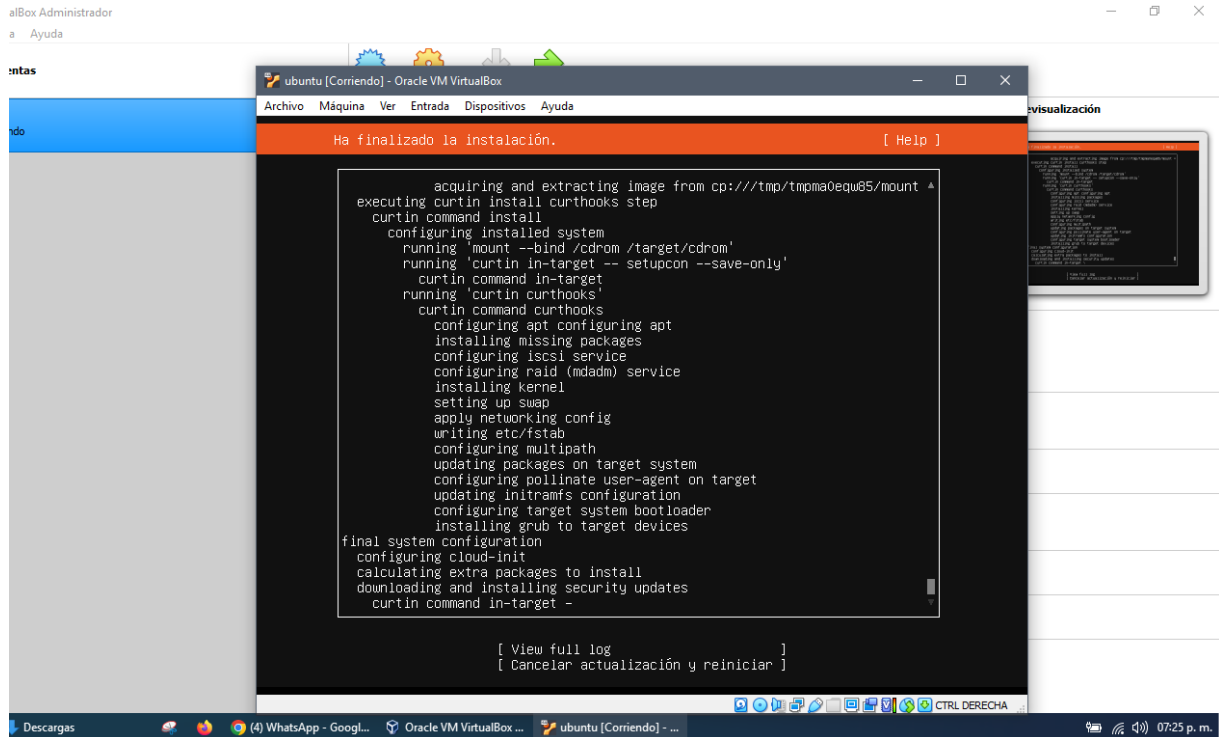 alBox Administrador
a Ayuda
entas
ndo
ubuntu [Corriendo] - Oracle VM VirtualBox
Archivo Máquina Ver Entrada Dispositivos Ayuda
evisualización
Ha finalizado la instalación. [ Help ]
acquiring and extracting image from cp:///tmp/tmpma0eqw85/mount
executing curtin install curthooks step
curtin command install
configuring installed system
running 'mount --bind /cdrom /target/cdrom'
running 'curtin in-target -- setupcon --save-only'
curtin command in-target
running 'curtin curthooks'
curtin command curthooks
configuring apt configuring apt
installing missing packages
configuring iscsi service
configuring raid (mdadm) service
installing kernel
setting up swap
apply networking config
writing etc/fstab
configuring multipath
updating packages on target system
configuring pollinate user-agent on target
updating initramfs configuration
configuring target system bootloader
installing grub to target devices
final system configuration
configuring cloud-init
calculating extra packages to install
downloading and installing security updates
curtin command in-target -
[ View full log ]
[ Cancelar actualización y reiniciar ]
CTRL DERECHA
Descargas
(4) WhatsApp - Googl...
Oracle VM VirtualBox ...
ubuntu [Corriendo] - ...
07:25 p. m.